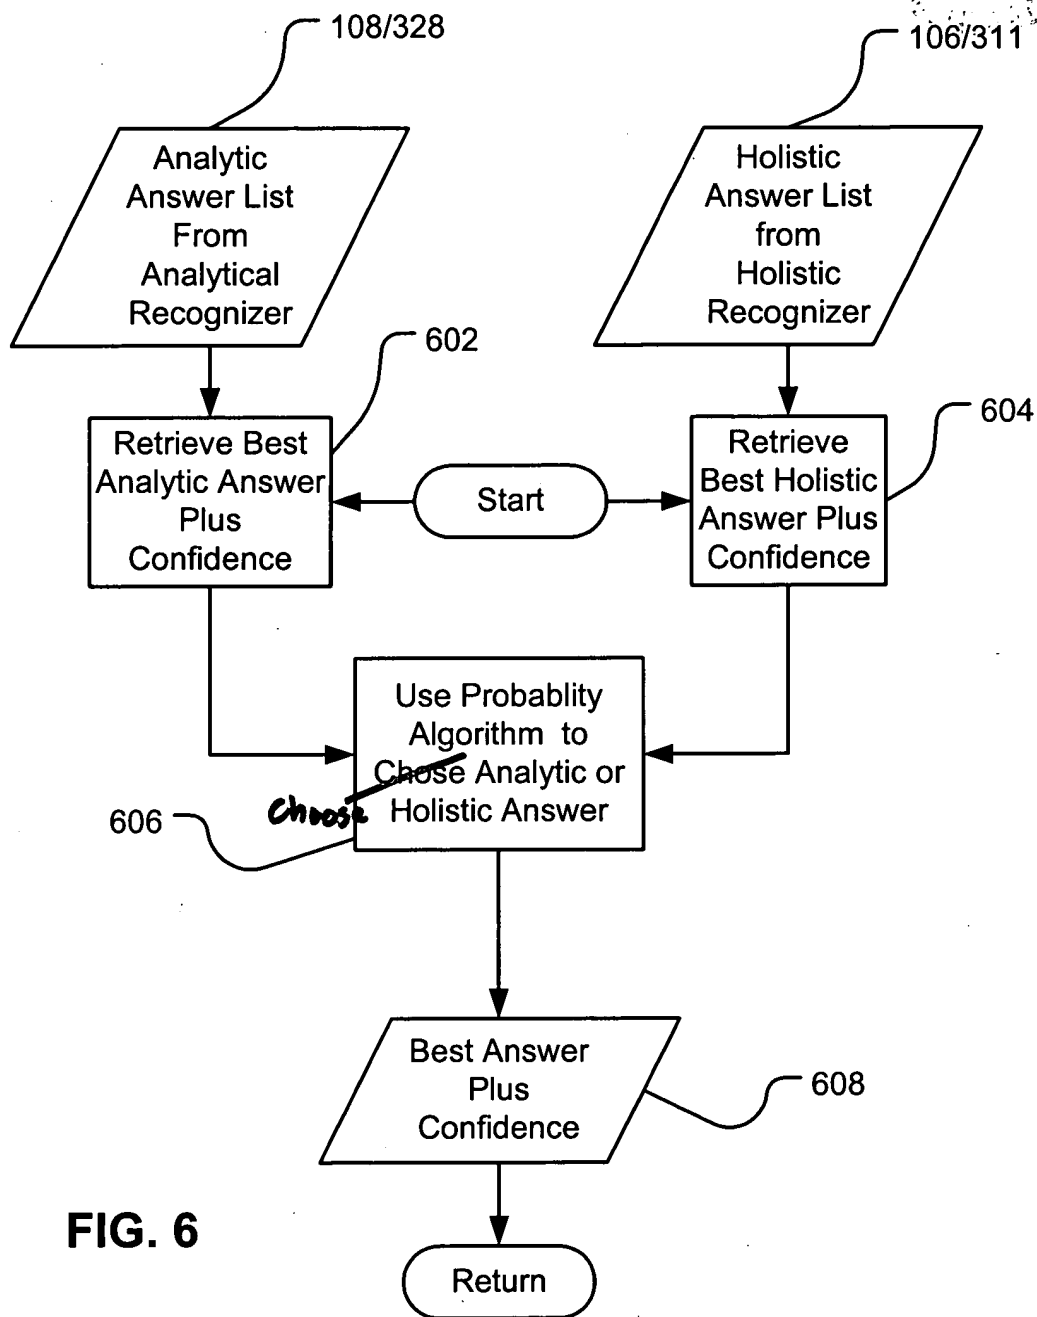 108/328
106/311
Analytic
Answer List
From
Analytical
Recognizer
Holistic
Answer List
from
Holistic
Recognizer
602
604
Retrieve Best
Analytic Answer
Plus
Confidence
Start
Retrieve
Best Holistic
Answer Plus
Confidence
Use Probablity
Algorithm to
Chose Analytic or
Holistic Answer
Choose
606
Best Answer
Plus
Confidence
608
FIG. 6
Return